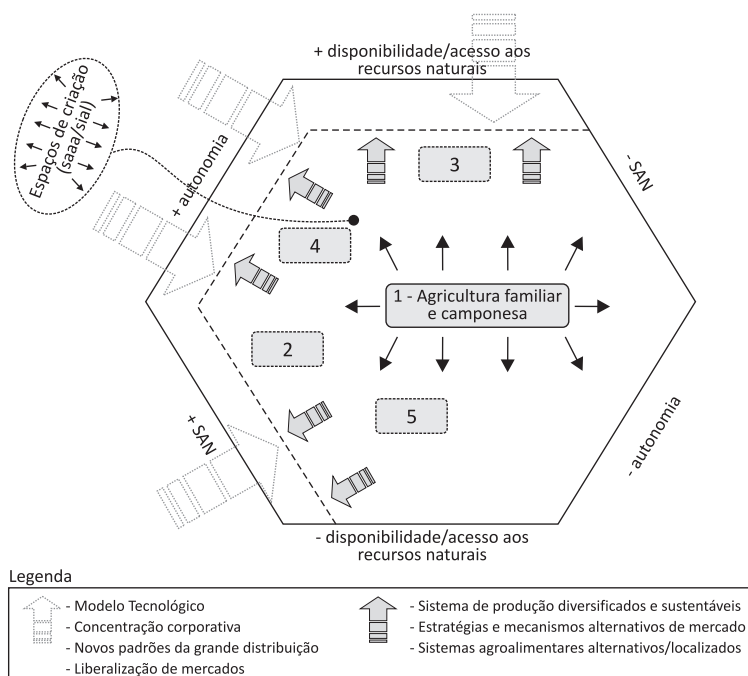 + disponibilidade/acesso aos
recursos naturais
Espaços de criação
(saaa/sial)
+ autonomia
- SAN
3
4
1 - Agricultura familiar
e camponesa
2
5
+ SAN
- autonomia
- disponibilidade/acesso aos
recursos naturais
Legenda
- Modelo Tecnológico
- Concentração corporativa
- Novos padrões da grande distribuição
- Liberalização de mercados
- Sistema de produção diversificados e sustentáveis
- Estratégias e mecanismos alternativos de mercado
- Sistemas agroalimentares alternativos/localizados